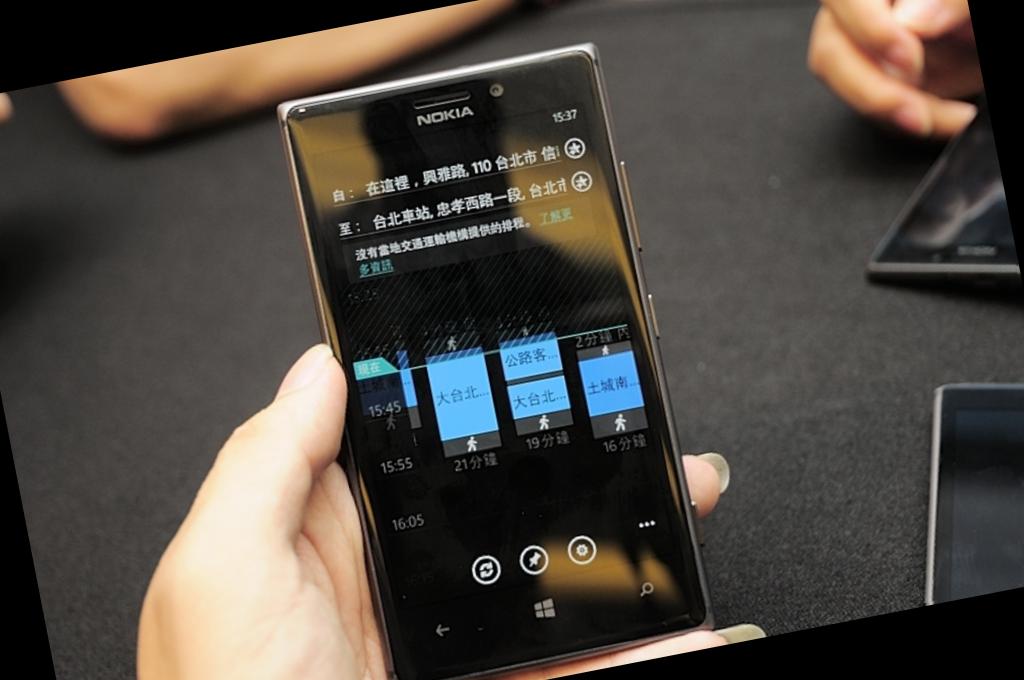 NOKIA
15:37
自： 在這裡，興雅路, 110 台北市 信
至： 台北車站, 忠孝西路一段, 台北市
沒有當地交通運輸機構提供的排程。 了解更
多資訊
2分鐘 內
現在
公路客...
土城南...
大台北...
大台北...
土城南...
15:45
19分鐘
16分鐘
21分鐘
15:55
16:05